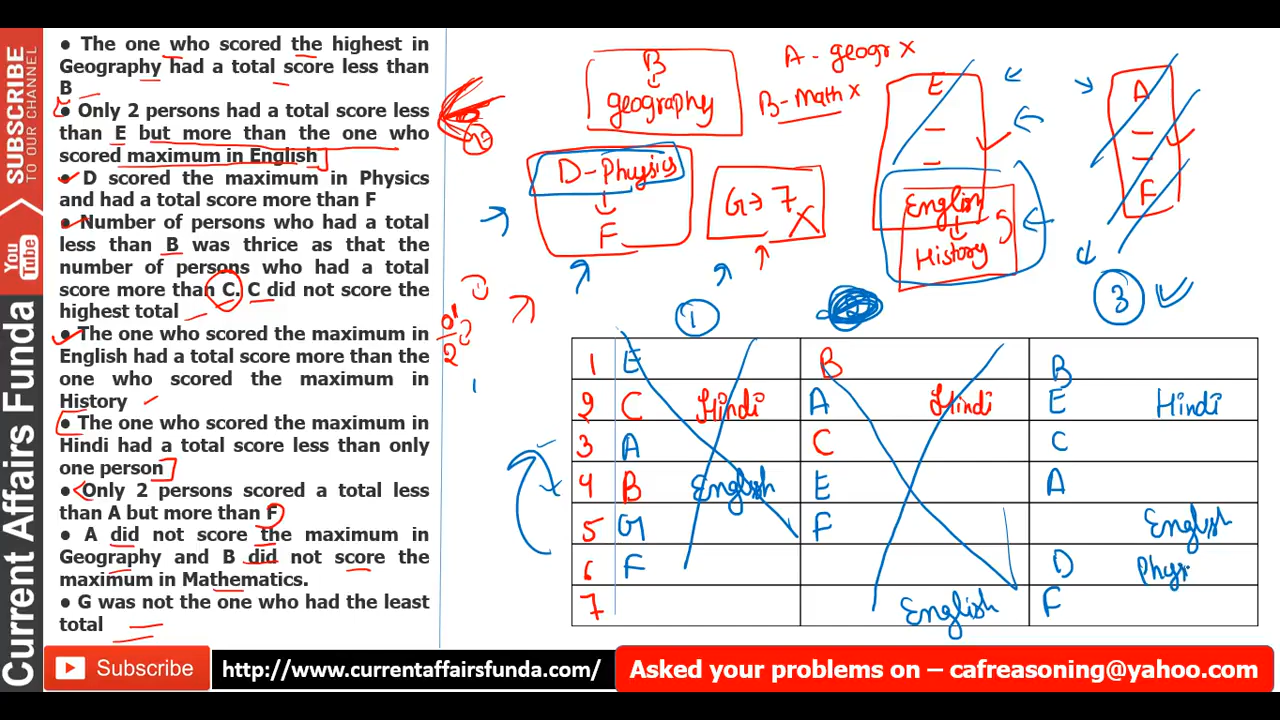 SUBSCRIBE
TO OUR CHANNEL
You
Tube
Current Affairs Funda
● The one who scored the highest in
Geography had a total score less than
B
● Only 2 persons had a total score less
than E but more than the one who
scored maximum in English
● D scored the maximum in Physics
and had a total score more than F
● Number of persons who had a total
less than B was thrice as that the
number of persons who had a total
score more than C. C did not score the
highest total
● The one who scored the maximum in
English had a total score more than the
one who scored the maximum in
History
● The one who scored the maximum in
Hindi had a total score less than only
one person
● Only 2 persons scored a total less
than A but more than F
● A did not score the maximum in
Geography and B did not score the
maximum in Mathematics.
● G was not the one who had the least
total
B
geography
A - geogr x
B - Math x
D - Physics
F
G → 7
X
E
English
History
A
F
3
1
1 E B B
2 C Hindi A Hindi E Hindi
3 A C C
4 B English E A
5 G F English
6 F D Phys
7 English F
Subscribe
http://www.currentaffairsfunda.com/
Asked your problems on – cafreasoning@yahoo.com